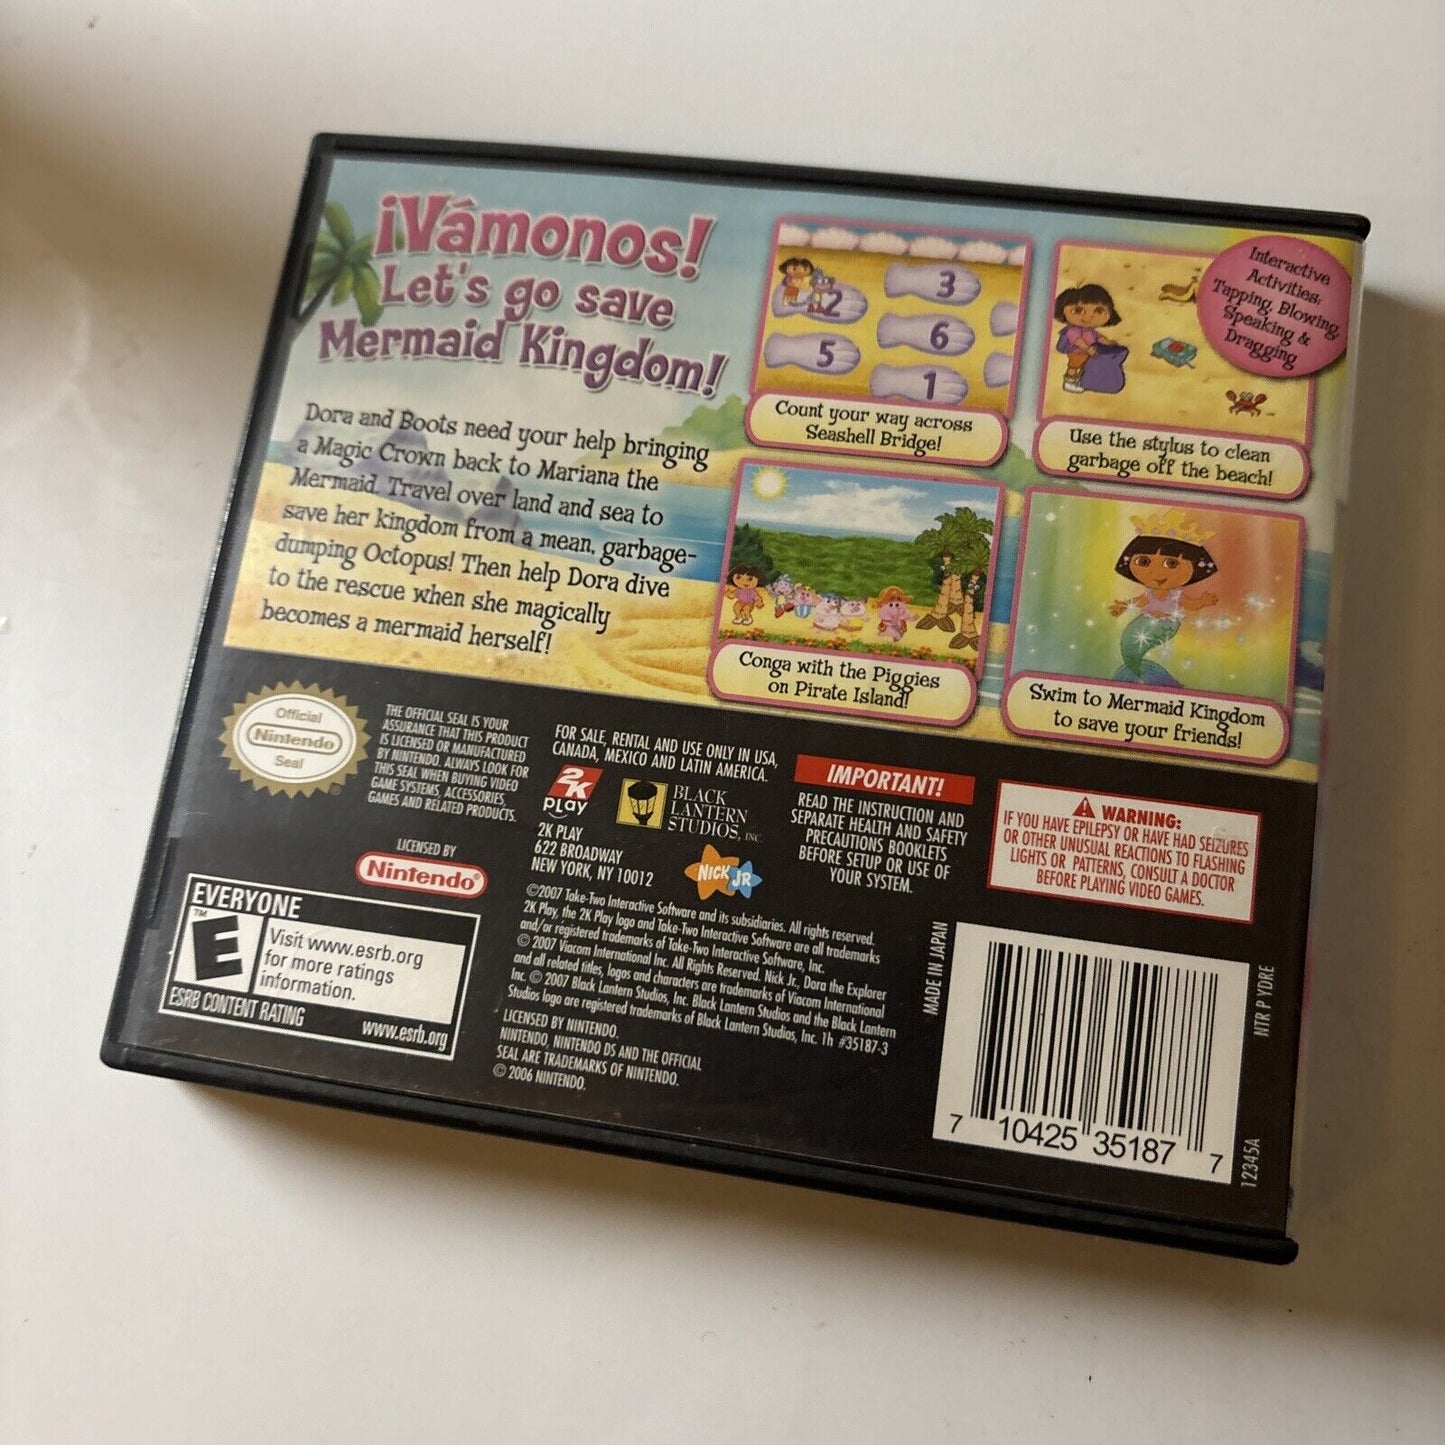 ¡Vámonos!
Let's go save
Mermaid Kingdom!
Dora and Boots need your help bringing
a Magic Crown back to Mariana the
Mermaid. Travel over land and sea to
save her kingdom from a mean, garbage-
dumping Octopus! Then help Dora dive
to the rescue when she magically
becomes a mermaid herself!
3
2
6
5
1
Count your way across
Seashell Bridge!
Interactive
Activities:
Tapping, Blowing,
Speaking &
Dragging
Use the stylus to clean
garbage off the beach!
Conga with the Piggies
on Pirate Island!
Swim to Mermaid Kingdom
to save your friends!
Official
Nintendo
Seal
THE OFFICIAL SEAL IS YOUR
ASSURANCE THAT THIS PRODUCT
IS LICENSED OR MANUFACTURED
BY NINTENDO. ALWAYS LOOK FOR
THIS SEAL WHEN BUYING VIDEO
GAME SYSTEMS, ACCESSORIES,
GAMES AND RELATED PRODUCTS.
LICENSED BY
Nintendo
EVERYONE
E
TM
Visit www.esrb.org
for more ratings
information.
ESRB CONTENT RATING
www.esrb.org
FOR SALE, RENTAL AND USE ONLY IN USA,
CANADA, MEXICO AND LATIN AMERICA.
2K
PLAY
BLACK
LANTERN
STUDIOS, INC
2K PLAY
622 BROADWAY
NEW YORK, NY 10012
NICK JR
©2007 Take-Two Interactive Software and its subsidiaries. All rights reserved.
2K Play, the 2K Play logo and Take-Two Interactive Software are all trademarks
and/or registered trademarks of Take-Two Interactive Software, Inc.
© 2007 Viacom International Inc. All Rights Reserved. Nick Jr., Dora the Explorer
and all related titles, logos and characters are trademarks of Viacom International
Inc. © 2007 Black Lantern Studios, Inc. Black Lantern Studios and the Black Lantern
Studios logo are registered trademarks of Black Lantern Studios, Inc. 1h #35187-3
LICENSED BY NINTENDO.
NINTENDO, NINTENDO DS AND THE OFFICIAL
SEAL ARE TRADEMARKS OF NINTENDO.
© 2006 NINTENDO.
IMPORTANT!
READ THE INSTRUCTION AND
SEPARATE HEALTH AND SAFETY
PRECAUTIONS BOOKLETS
BEFORE SETUP OR USE OF
YOUR SYSTEM.
WARNING:
IF YOU HAVE EPILEPSY OR HAVE HAD SEIZURES
OR OTHER UNUSUAL REACTIONS TO FLASHING
LIGHTS OR PATTERNS, CONSULT A DOCTOR
BEFORE PLAYING VIDEO GAMES.
MADE IN JAPAN
7 10425 35187 7
NTR P YDRE
12345A